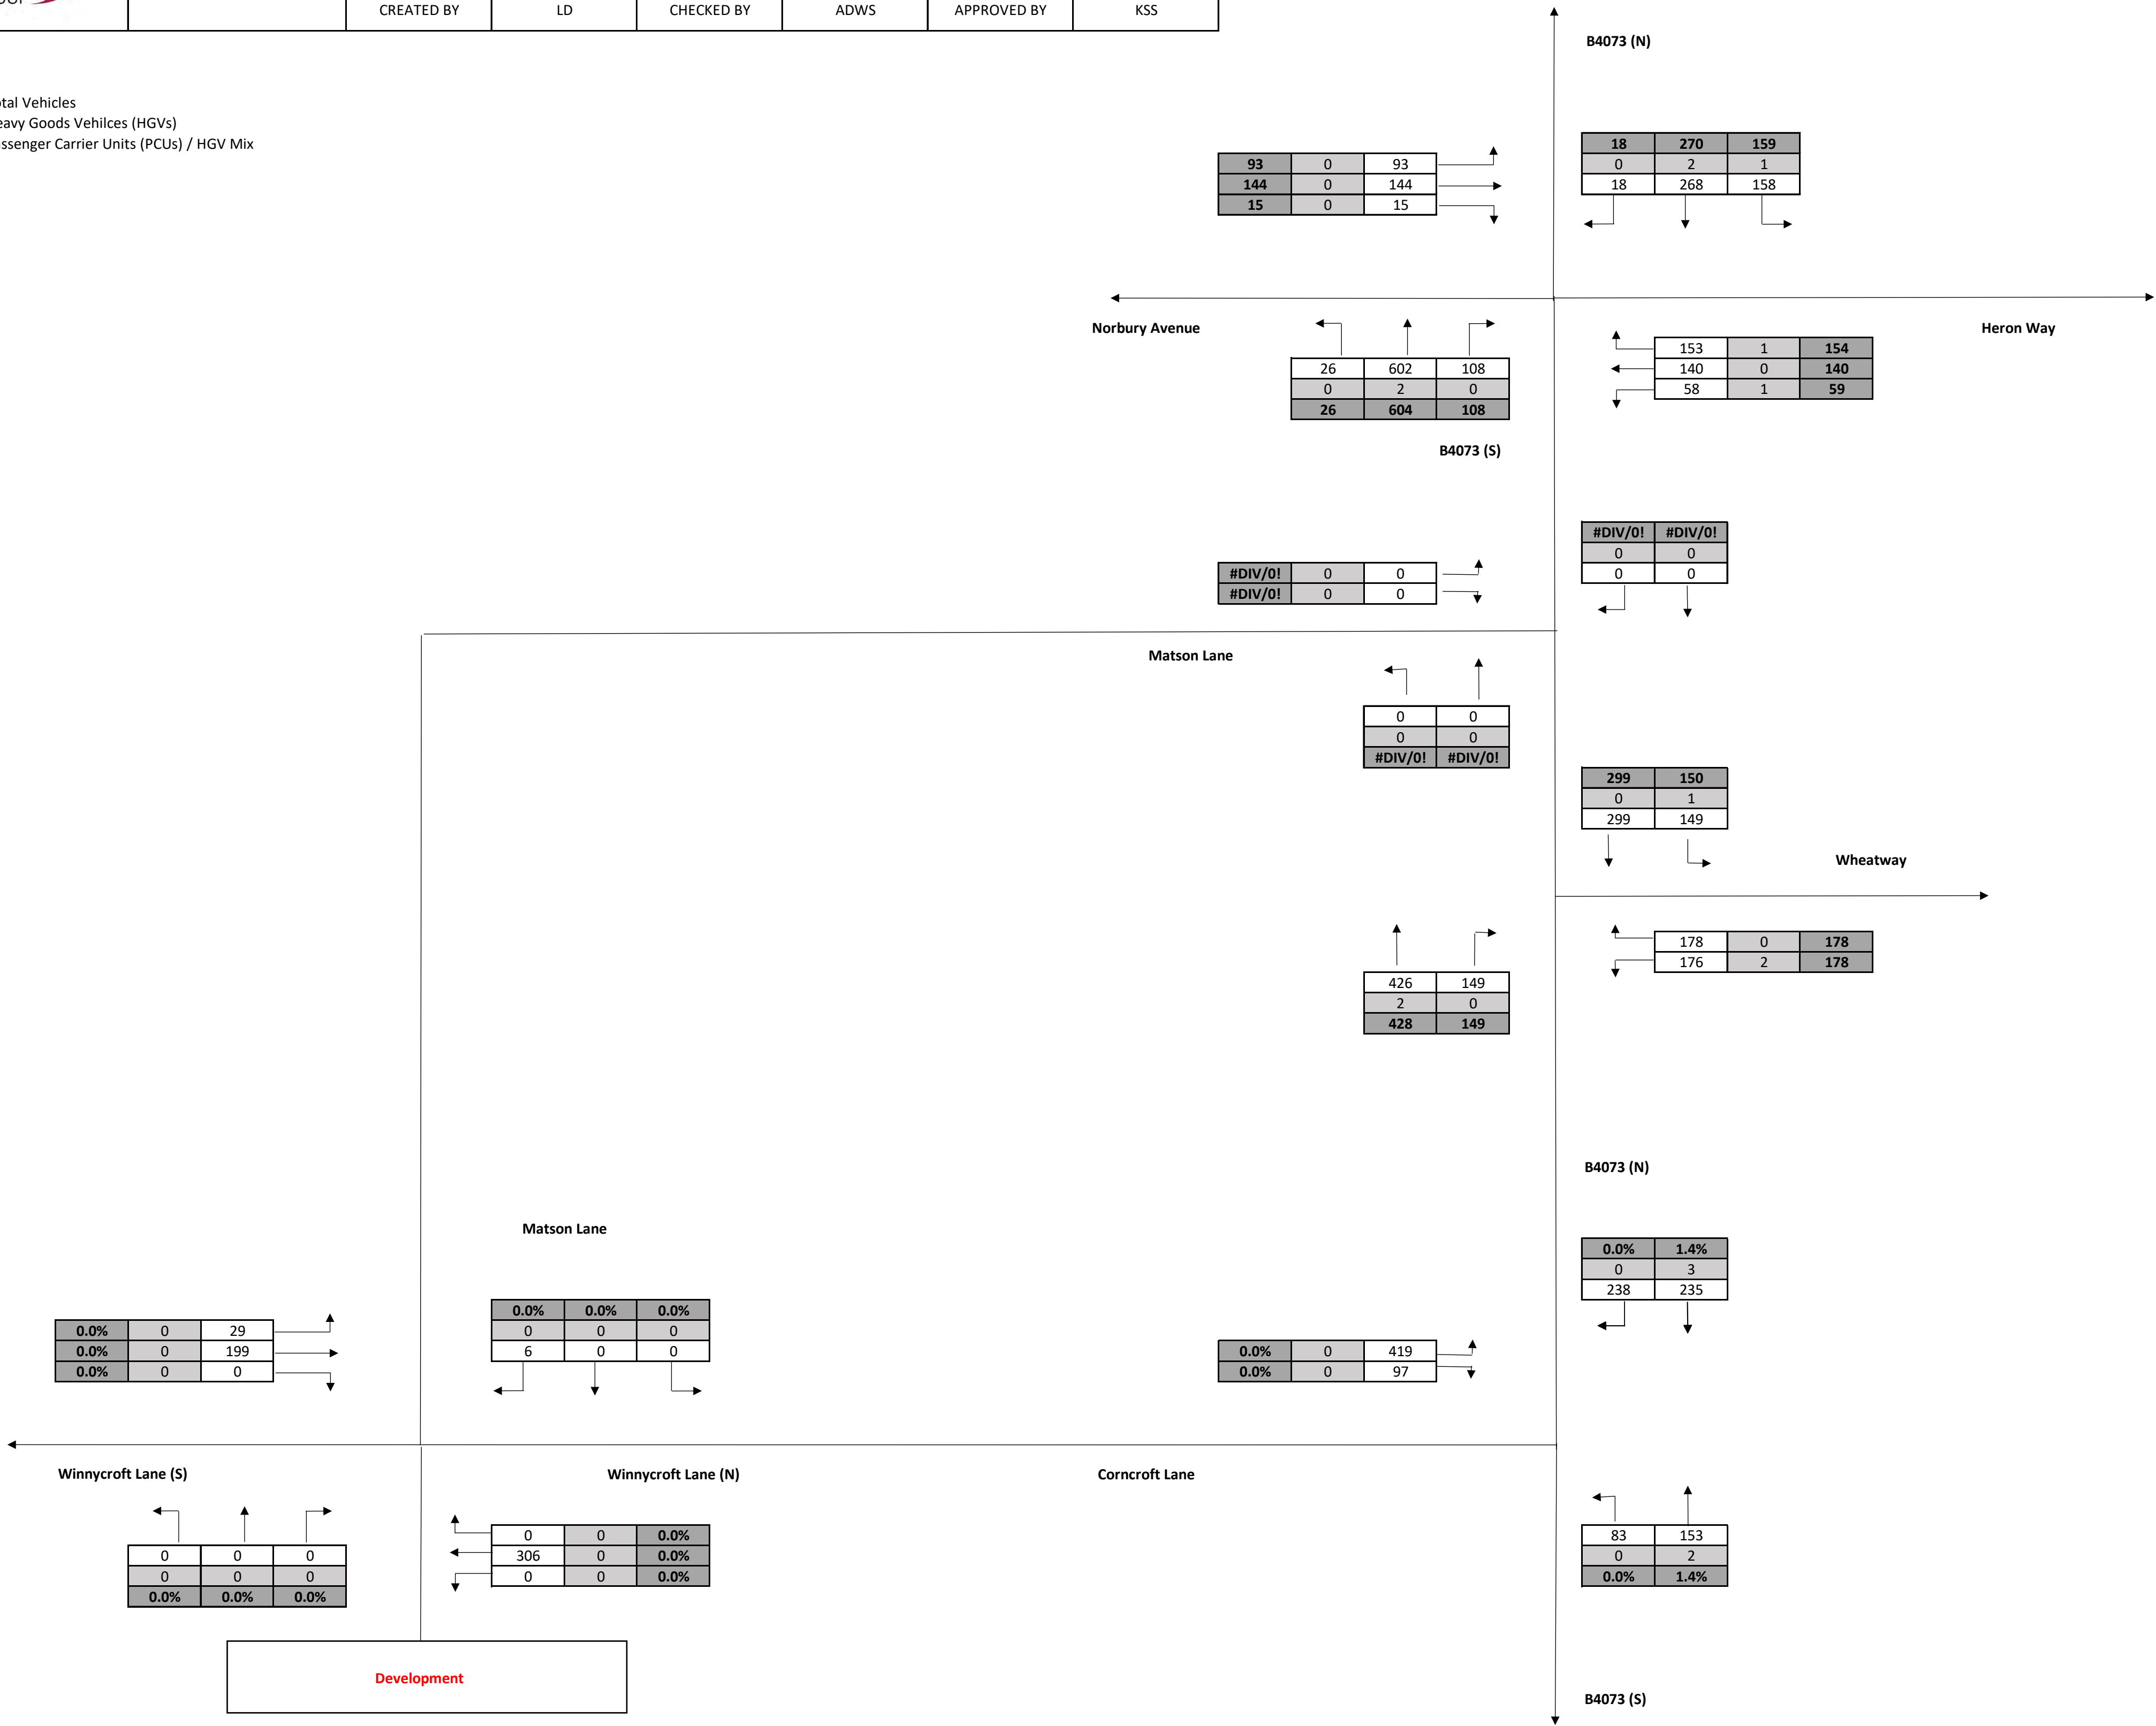 CREATED BY LD CHECKED BY ADWS APPROVED BY KSS
B4073 (N)
Vehicles
Goods Vehilces (HGVs)
Carrier Units (PCUs) / HGV Mix
18 270 159
0 2 1
18 268 158
93 0 93
144 0 144
15 0 15
Norbury Avenue
Heron Way
26 602 108
0 2 0
26 604 108
153 1 154
140 0 140
58 1 59
B4073 (S)
#DIV/0! #DIV/0!
0 0
0 0
#DIV/0! 0 0
#DIV/0! 0 0
Matson Lane
0 0
0 0
#DIV/0! #DIV/0!
299 150
0 1
299 149
Wheatway
178 0 178
176 2 178
426 149
2 0
428 149
B4073 (N)
Matson Lane
0.0% 1.4%
0 3
238 235
0.0% 0.0% 0.0%
0 0 0
6 0 0
0.0% 0 29
0.0% 0 199
0.0% 0 0
0.0% 0 419
0.0% 0 97
Winnycroft Lane (S)
Winnycroft Lane (N)
Corncroft Lane
0 0 0
0 0 0
0.0% 0.0% 0.0%
0 0 0.0%
306 0 0.0%
0 0 0.0%
83 153
0 2
0.0% 1.4%
Development
B4073 (S)